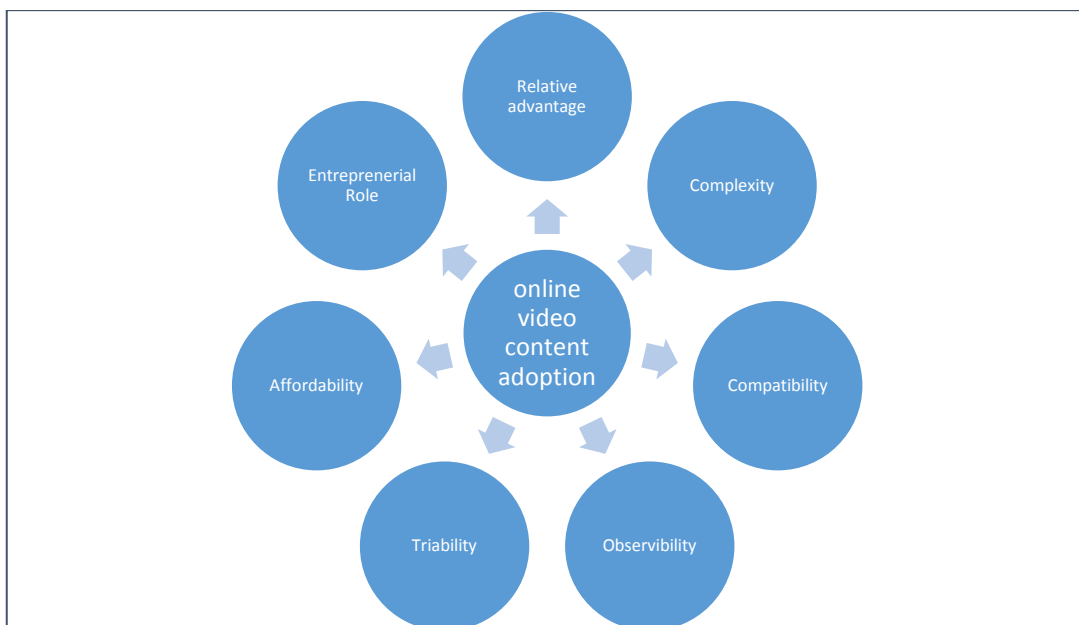 Relative
advantage
Entreprenerial
Role
Complexity
online
video
content
adoption
Affordability
Compatibility
Triability
Observibility